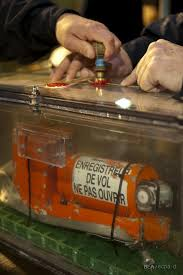 ENREGISTREUR
DE VOL
NE PAS OUVRIR